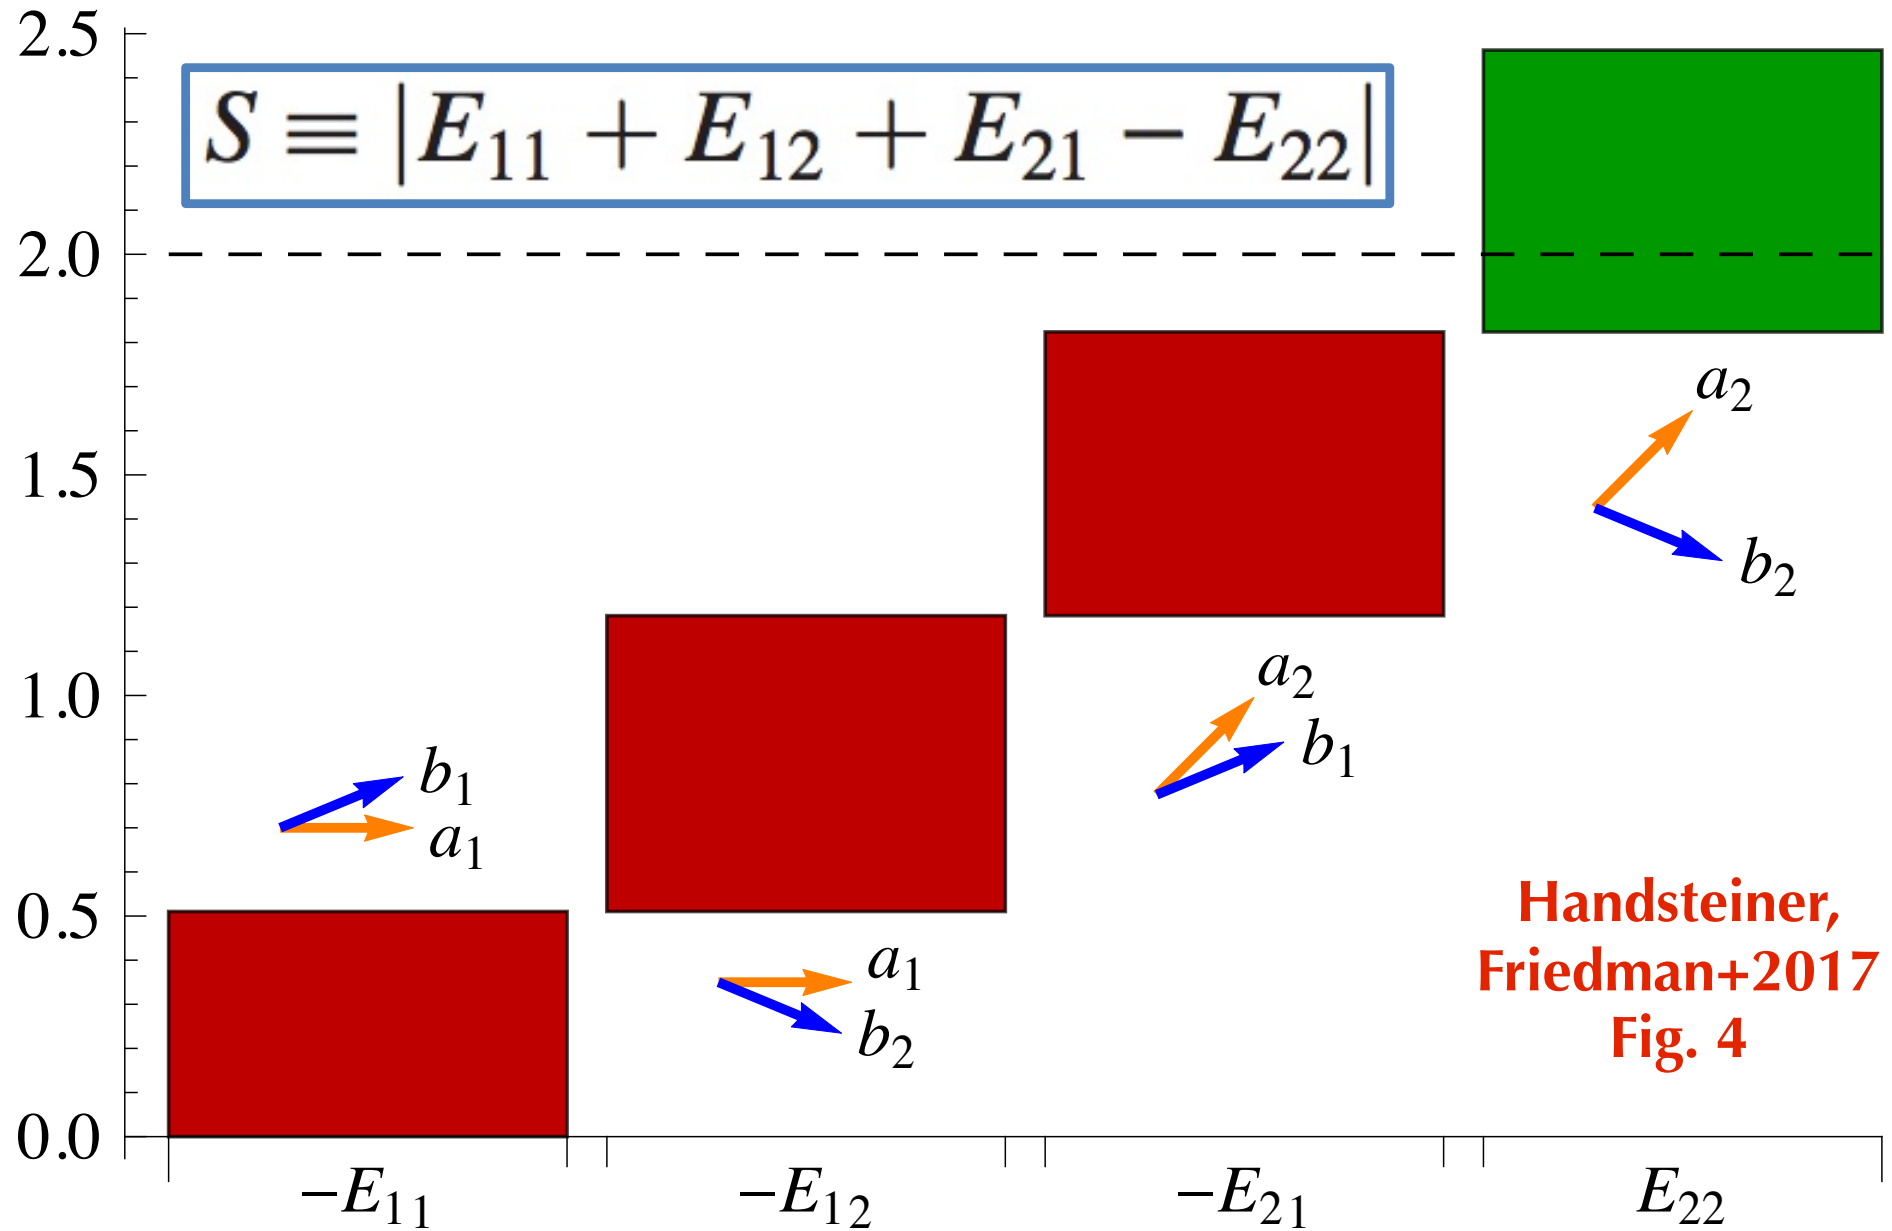 2.5
S ≡ |E₁₁ + E₁₂ + E₂₁ − E₂₂|
2.0
1.5
1.0
0.5
0.0
b₁
a₁
a₁
b₂
a₂
b₁
a₂
b₂
Handsteiner,
Friedman+2017
Fig. 4
−E₁₁
−E₁₂
−E₂₁
E₂₂